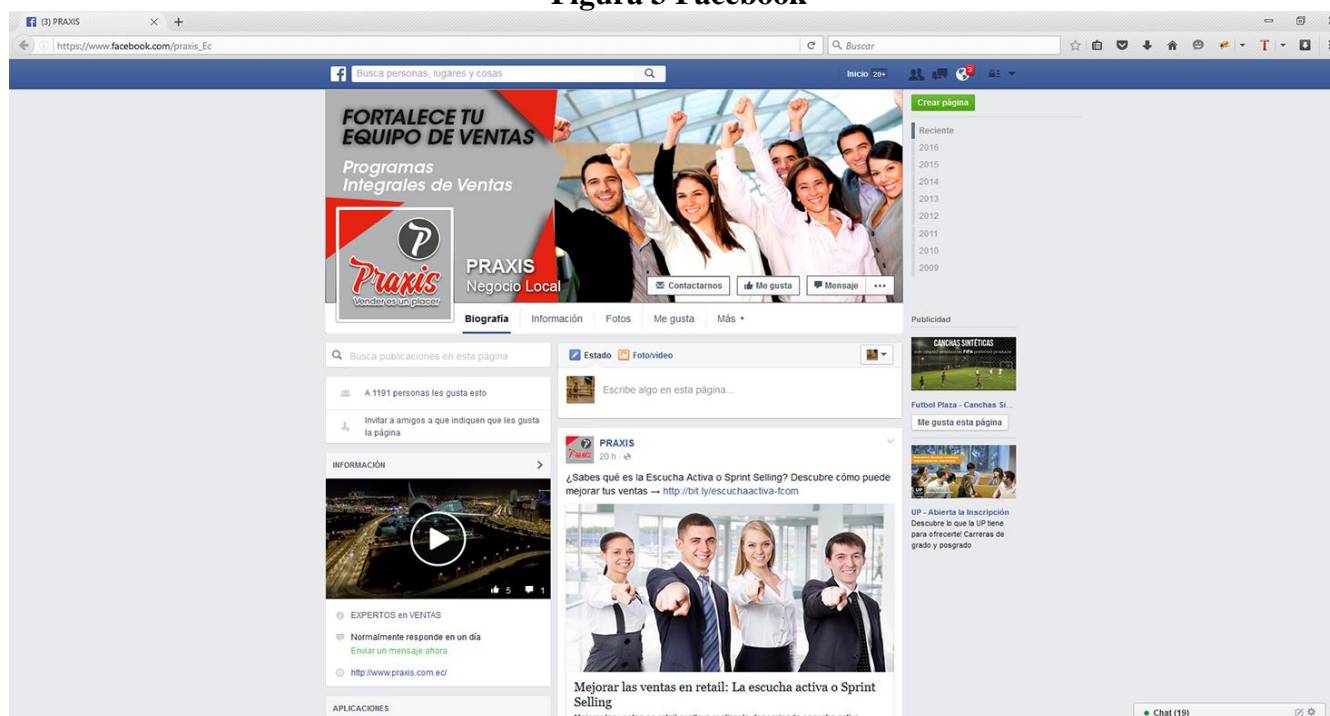 Figura 3 Facebook
(3) PRAXIS
https://www.facebook.com/praxis_Ec
Buscar
Busca personas, lugares y cosas
Inicio 20+
3
FORTALECE TU
EQUIPO DE VENTAS
Programas
Integrales de Ventas
Praxis
Vender es un placer
PRAXIS
Negocio Local
Contactarnos
Me gusta
Mensaje
Biografía
Información
Fotos
Me gusta
Más
Crear página
Reciente
2016
2015
2014
2013
2012
2011
2010
2009
Busca publicaciones en esta página
A 1191 personas les gusta esto
Invitar a amigos a que indiquen que les gusta
la página
INFORMACIÓN
5
1
EXPERTOS en VENTAS
Normalmente responde en un día
Enviar un mensaje ahora
http://www.praxis.com.ec/
APLICACIONES
Estado
Foto/video
Escribe algo en esta página...
PRAXIS
20 h
¿Sabes qué es la Escucha Activa o Sprint Selling? Descubre cómo puede
mejorar tus ventas → http://bit.ly/escuchaactiva-fcom
Mejorar las ventas en retail: La escucha activa o Sprint
Selling
Publicidad
CANCHAS SINTÉTICAS
Futbol Plaza - Canchas Si...
Me gusta esta página
UP
UP - Abierta la Inscripción
Descubre lo que la UP tiene
para ofrecerte! Carreras de
grado y posgrado
Chat (19)